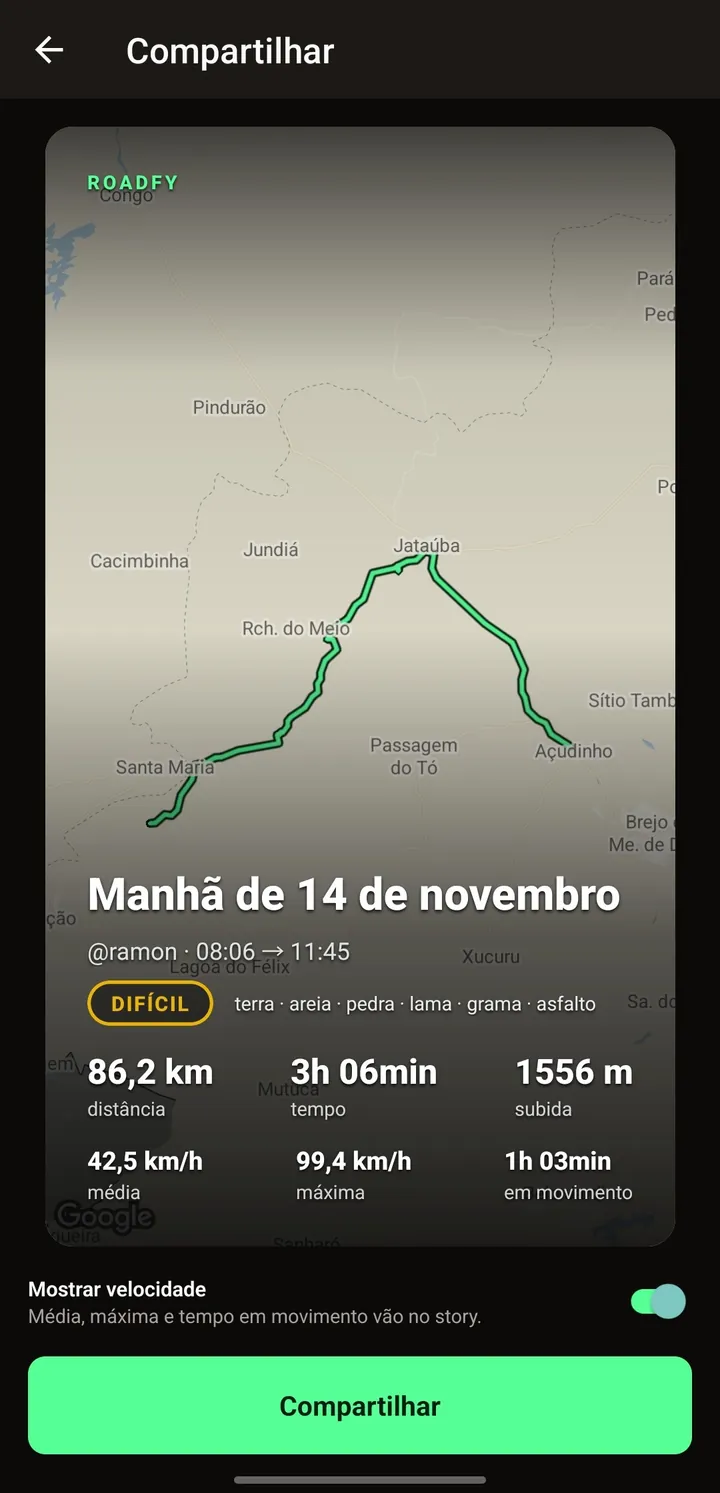 Compartilhar
ROADFY
Congo
Pará
Ped
Pindurão
Po
Jataúba
Jundiá
Cacimbinha
Rch. do Meio
Sítio Tamb
Passagem
do Tó
Açudinho
Santa Maria
Brejo
Me. de D
Manhã de 14 de novembro
ção
@ramon · 08:06 → 11:45
Xucuru
Lagoa do Félix
DIFÍCIL
terra · areia · pedra · lama · grama · asfalto
Sa. do
em
86,2 km
3h 06min
1556 m
Mutuca
distância
tempo
subida
42,5 km/h
99,4 km/h
1h 03min
média
máxima
em movimento
Google
queira
Sanharó
Mostrar velocidade
Média, máxima e tempo em movimento vão no story.
Compartilhar